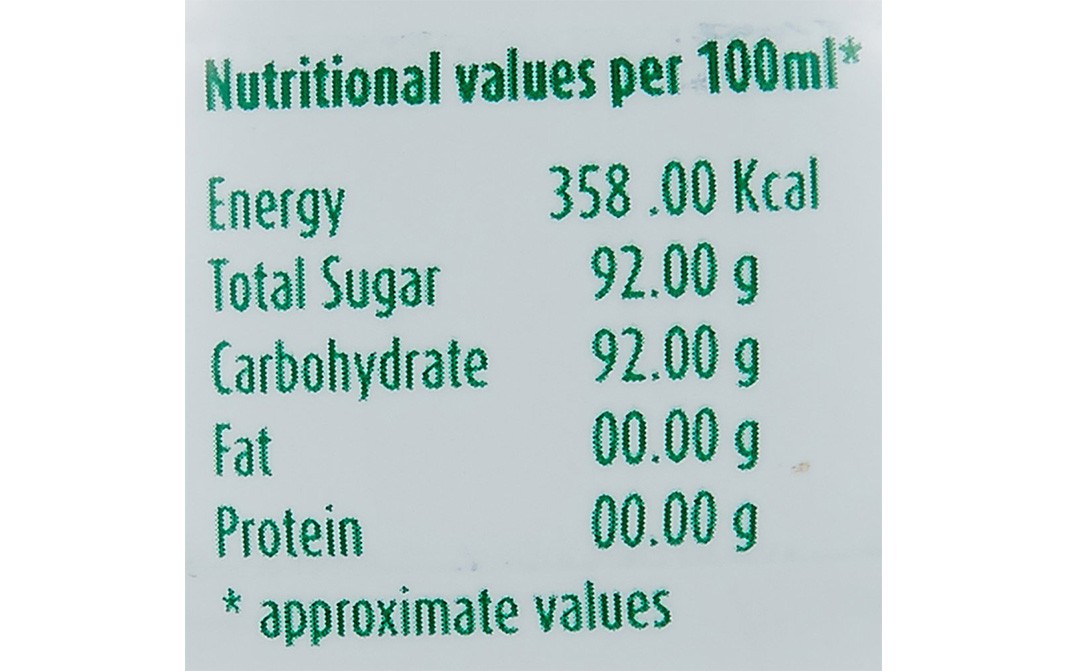 Nutritional values per 100ml*
Energy 358 .00 Kcal
Total Sugar 92.00 g
Carbohydrate 92.00 g
Fat 00.00 g
Protein 00.00 g
* approximate values